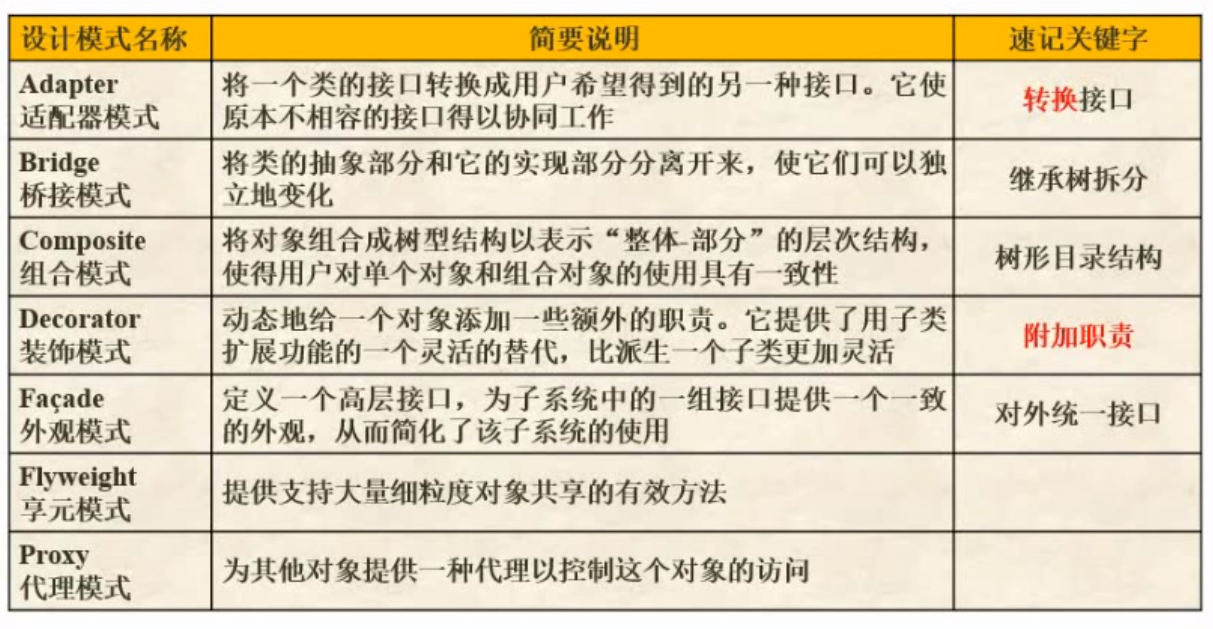 设计模式名称 简要说明 速记关键字
Adapter
适配器模式
将一个类的接口转换成用户希望得到的另一种接口。它使
原本不相容的接口得以协同工作
转换接口
Bridge
桥接模式
将类的抽象部分和它的实现部分分离开来，使它们可以独
立地变化
继承树拆分
Composite
组合模式
将对象组合成树型结构以表示“整体-部分”的层次结构，
使得用户对单个对象和组合对象的使用具有一致性
树形目录结构
Decorator
装饰模式
动态地给一个对象添加一些额外的职责。它提供了用子类
扩展功能的一个灵活的替代，比派生一个子类更加灵活
附加职责
Façade
外观模式
定义一个高层接口，为子系统中的一组接口提供一个一致
的外观，从而简化了该子系统的使用
对外统一接口
Flyweight
享元模式
提供支持大量细粒度对象共享的有效方法
Proxy
代理模式
为其他对象提供一种代理以控制这个对象的访问